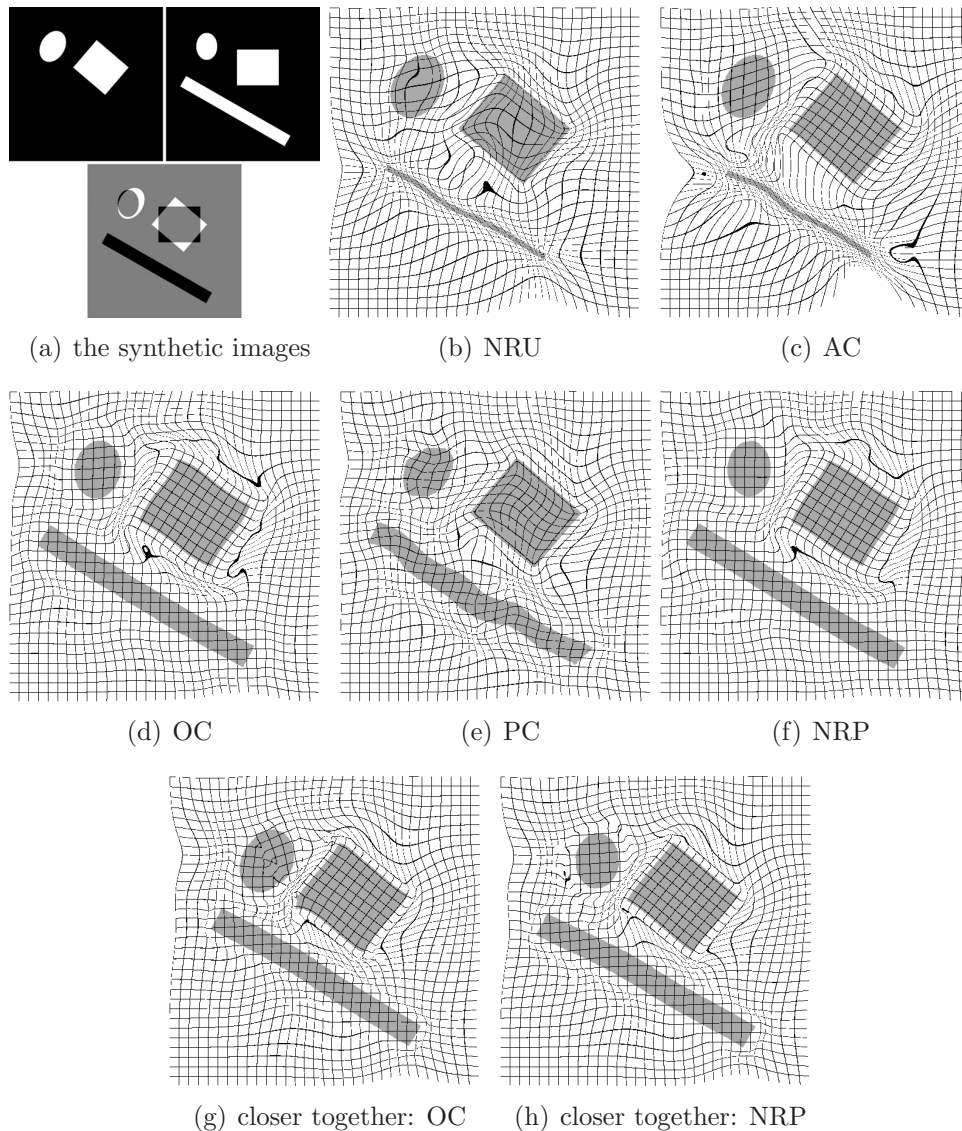 (a) the synthetic images
(b) NRU
(c) AC
(d) OC
(e) PC
(f) NRP
(g) closer together: OC
(h) closer together: NRP